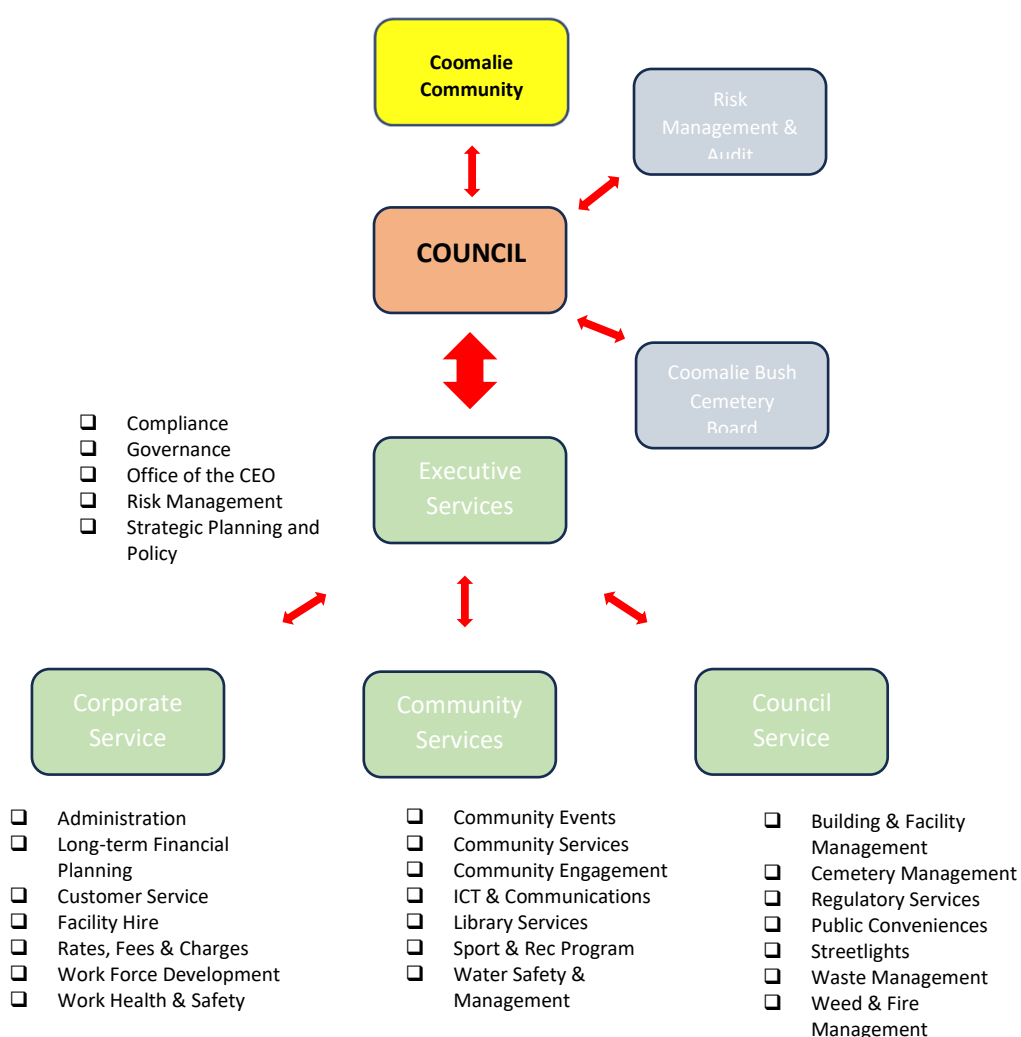 Coomalie
Community
Risk
Management &
Audit
COUNCIL
Coomalie Bush
Cemetery
Board
❑ Compliance
❑ Governance
❑ Office of the CEO
❑ Risk Management
❑ Strategic Planning and
Policy
Executive
Services
Corporate
Service
Community
Services
Council
Service
❑ Administration
❑ Long-term Financial
Planning
❑ Customer Service
❑ Facility Hire
❑ Rates, Fees & Charges
❑ Work Force Development
❑ Work Health & Safety
❑ Community Events
❑ Community Services
❑ Community Engagement
❑ ICT & Communications
❑ Library Services
❑ Sport & Rec Program
❑ Water Safety &
Management
❑ Building & Facility
Management
❑ Cemetery Management
❑ Regulatory Services
❑ Public Conveniences
❑ Streetlights
❑ Waste Management
❑ Weed & Fire
Management